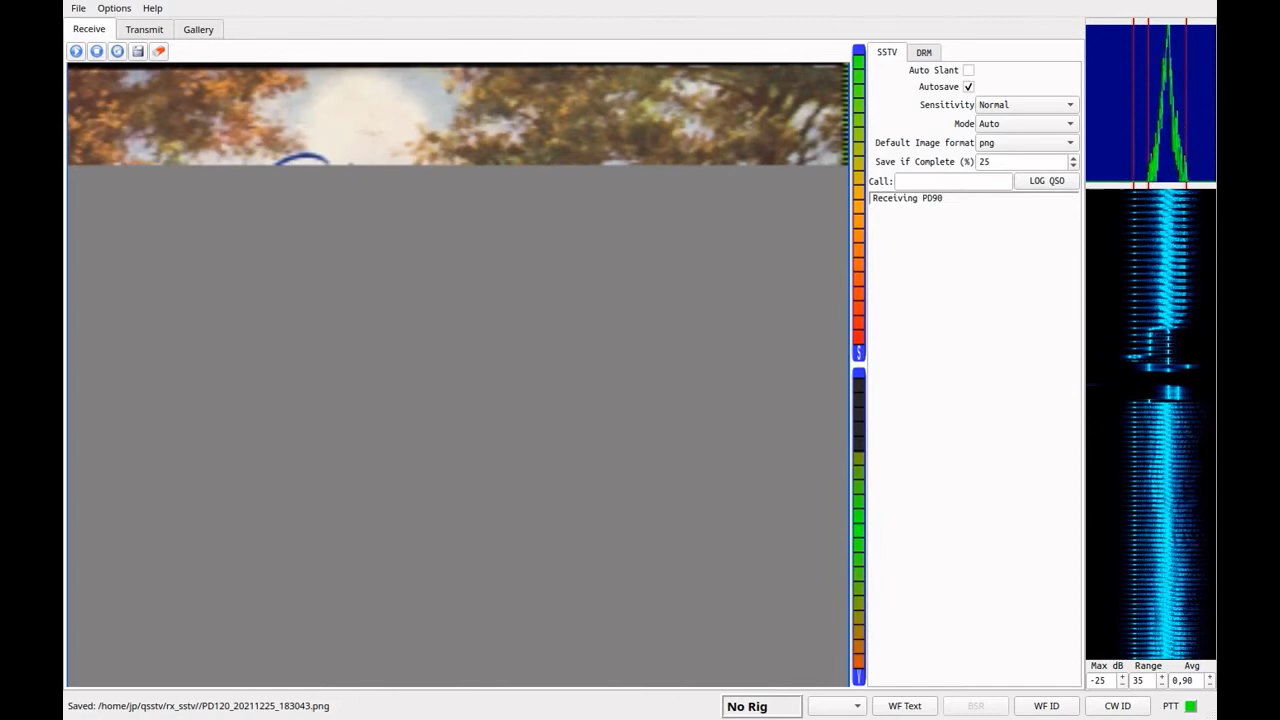 File Options Help
Receive Transmit Gallery
SSTV DRM
Auto Slant
Autosave
Sensitivity Normal
Mode Auto
Default Image format png
Save if Complete (%) 25
Call: LOG QSO
Receiving PD90
S
V
Max dB Range Avg
-25 35 0,90
Saved: /home/jp/qsstv/rx_sstv//PD120_20211225_183043.png No Rig WF Text BSR WF ID CW ID PTT